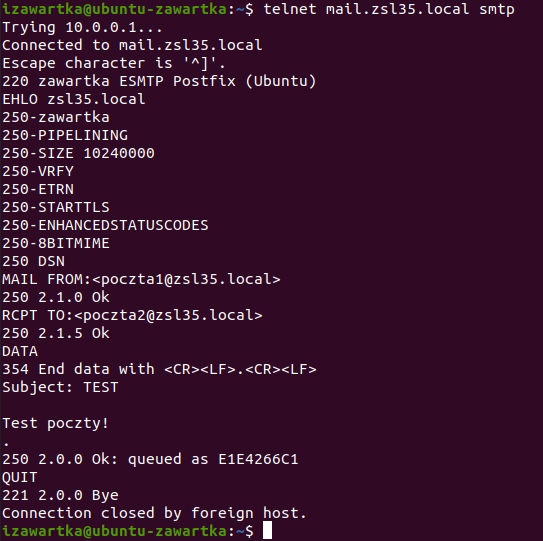 izawartka@ubuntu-zawartka:~$ telnet mail.zsl35.local smtp
Trying 10.0.0.1...
Connected to mail.zsl35.local
Escape character is '^]'.
220 zawartka ESMTP Postfix (Ubuntu)
EHLO zsl35.local
250-zawartka
250-PIPELINING
250-SIZE 10240000
250-VRFY
250-ETRN
250-STARTTLS
250-ENHANCEDSTATUSCODES
250-8BITMIME
250 DSN
MAIL FROM:<poczta1@zsl35.local>
250 2.1.0 Ok
RCPT TO:<poczta2@zsl35.local>
250 2.1.5 Ok
DATA
354 End data with <CR><LF>.<CR><LF>
Subject: TEST

Test poczty!
.
250 2.0.0 Ok: queued as E1E4266C1
QUIT
221 2.0.0 Bye
Connection closed by foreign host.
izawartka@ubuntu-zawartka:~$